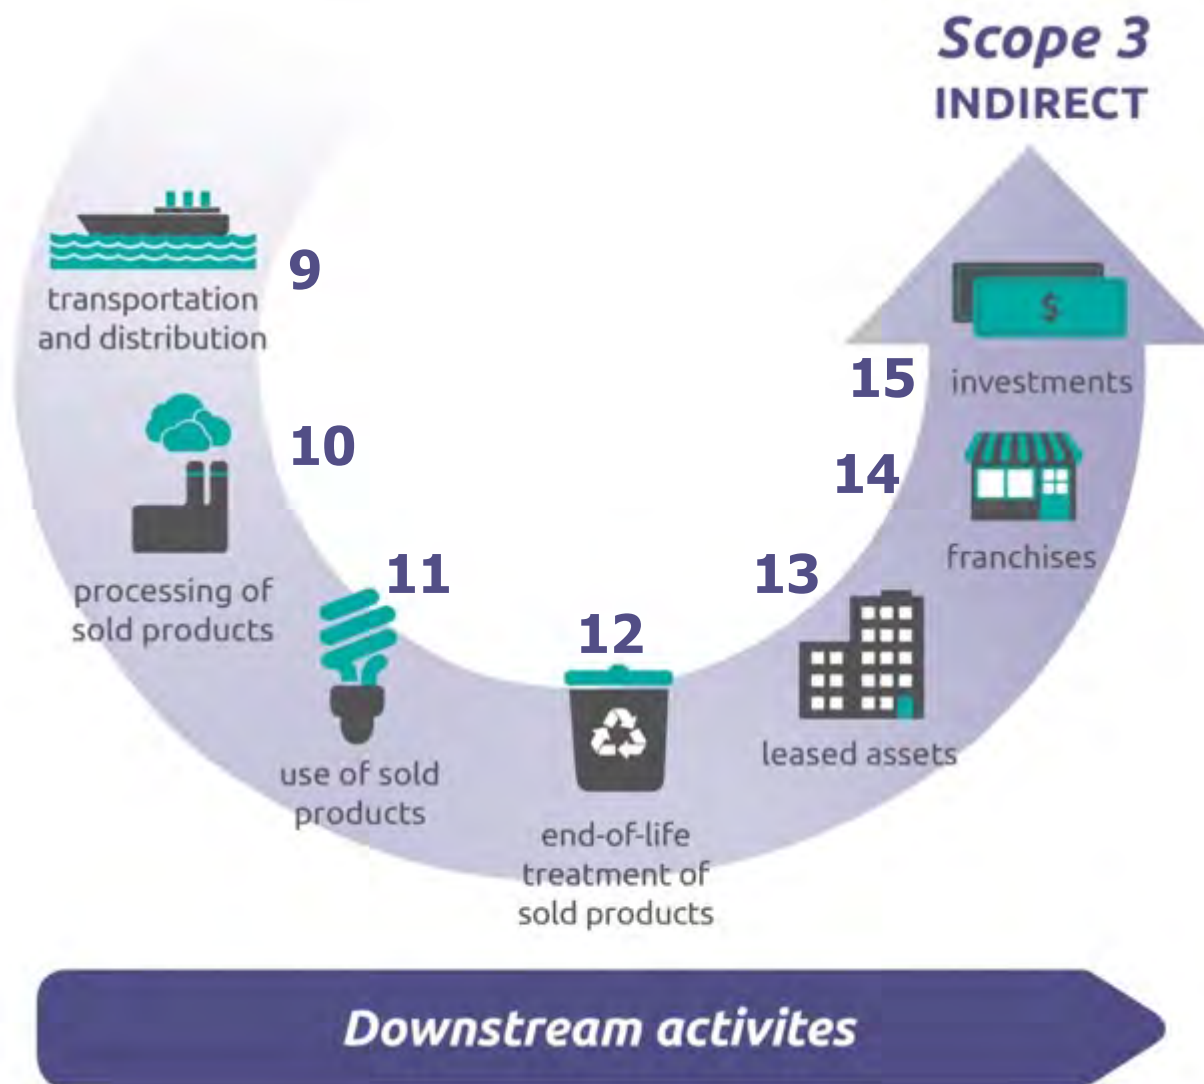 Scope 3
INDIRECT
9
transportation
and distribution
10
processing of
sold products
11
use of sold
products
12
end-of-life
treatment of
sold products
13
leased assets
14
franchises
15
$
investments
Downstream activites